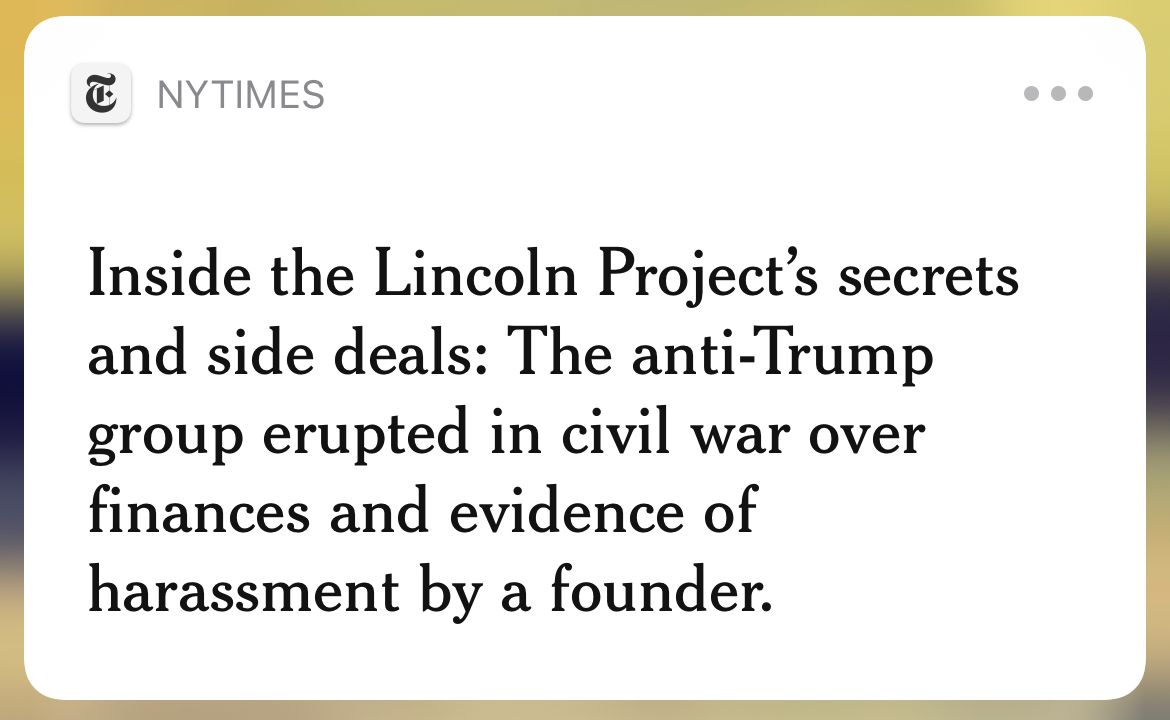 NYTIMES
Inside the Lincoln Project’s secrets
and side deals: The anti-Trump
group erupted in civil war over
finances and evidence of
harassment by a founder.